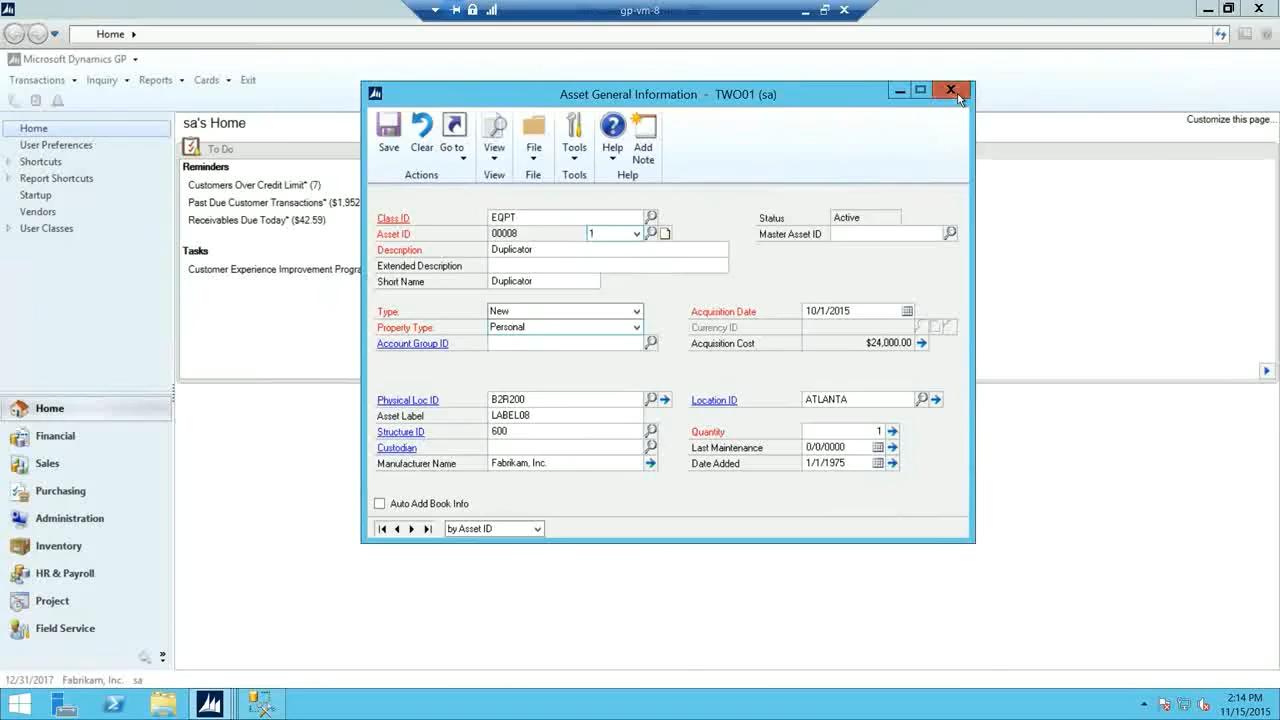 gp-vm-8
Home
Microsoft Dynamics GP
Transactions Inquiry Reports Cards Exit
Home
User Preferences
Shortcuts
Report Shortcuts
Startup
Vendors
User Classes
sa's Home
Customize this page...
To Do
Reminders
Customers Over Credit Limit* (7)
Past Due Customer Transactions* ($1,952
Receivables Due Today* ($42.59)
Tasks
Customer Experience Improvement Progra
Asset General Information - TWO01 (sa)
Save Clear Go to View File Tools Help Add Note
Actions View File Tools Help
Class ID EQPT Status Active
Asset ID 00008 1 Master Asset ID
Description Duplicator
Extended Description
Short Name Duplicator
Type: New Acquisition Date 10/1/2015
Property Type: Personal Currency ID
Account Group ID Acquisition Cost $24,000.00
Physical Loc ID B2R200 Location ID ATLANTA
Asset Label LABEL08
Structure ID 600 Quantity 1
Custodian Last Maintenance 0/0/0000
Manufacturer Name Fabrikam, Inc. Date Added 1/1/1975
Auto Add Book Info
by Asset ID
Home
Financial
Sales
Purchasing
Administration
Inventory
HR & Payroll
Project
Field Service
12/31/2017 Fabrikam, Inc. sa
2:14 PM
11/15/2015